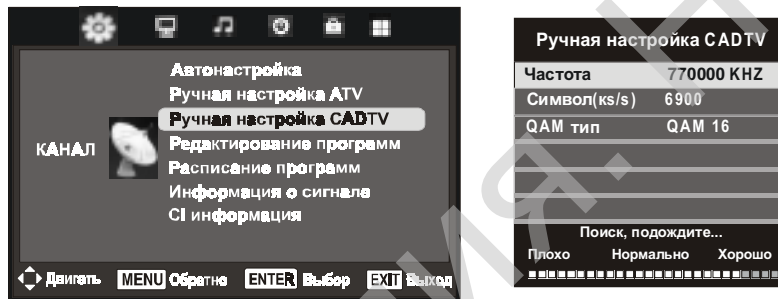 КАНАЛ
Автонастройка
Ручная настройка ATV
Ручная настройка CADTV
Редактирование программ
Расписание программ
Информация о сигнале
CI информация
Двигать MENU Обратно ENTER Выбор EXIT Выход
Ручная настройка CADTV
Частота 770000 KHZ
Символ(кs/s) 6900
QAM тип QAM 16
Поиск, подождите...
Плохо Нормально Хорошо